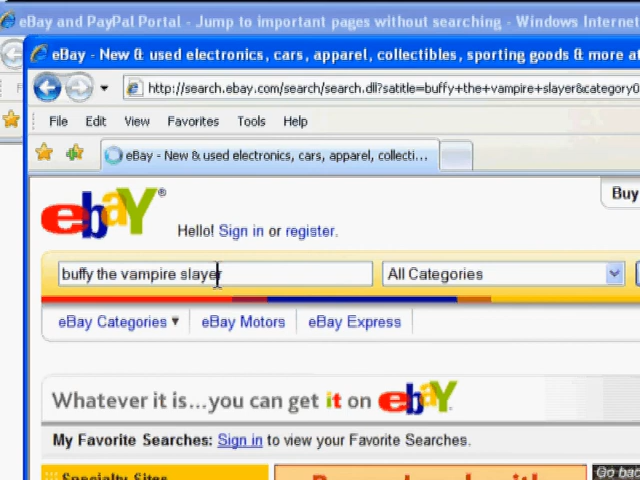 eBay and PayPal Portal - Jump to important pages without searching - Windows Internet
eBay - New & used electronics, cars, apparel, collectibles, sporting goods & more at
http://search.ebay.com/search/search.dll?satitle=buffy+the+vampire+slayer&category0
File Edit View Favorites Tools Help
eBay - New & used electronics, cars, apparel, collecti...
Buy
ebaY®
Hello! Sign in or register.
buffy the vampire slayer All Categories
eBay Categories eBay Motors eBay Express
Whatever it is...you can get it on ebaY
My Favorite Searches: Sign in to view your Favorite Searches.
Specialty Sites
Go bac